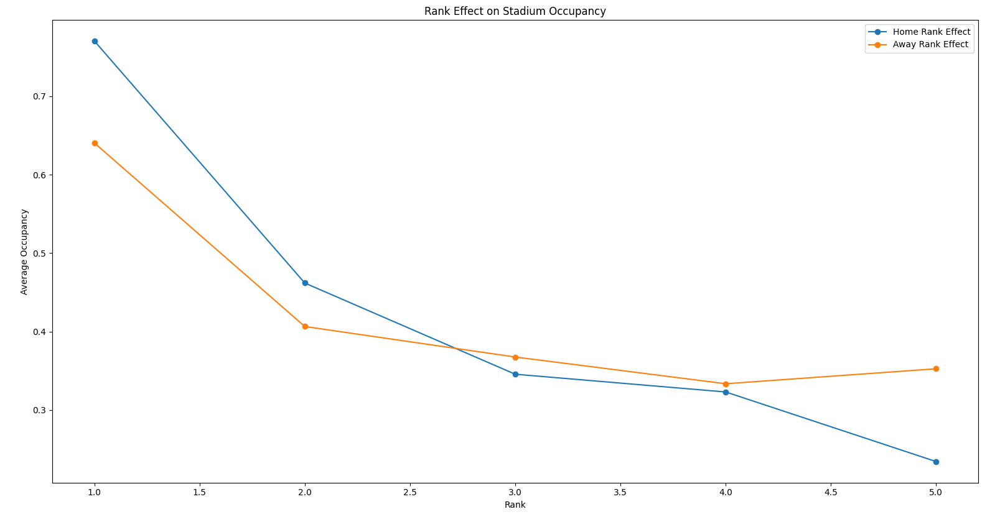 Rank Effect on Stadium Occupancy
Home Rank Effect
Away Rank Effect
Average Occupancy
0.7
0.6
0.5
0.4
0.3
1.0 1.5 2.0 2.5 3.0 3.5 4.0 4.5 5.0
Rank